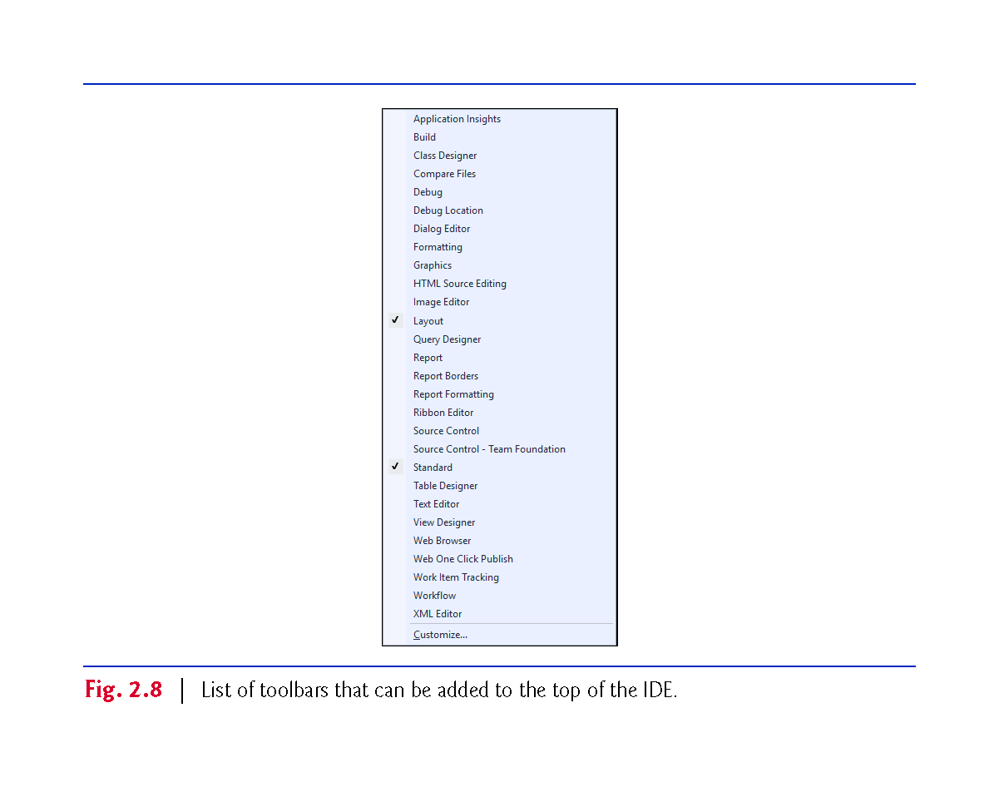 Application Insights
Build
Class Designer
Compare Files
Debug
Debug Location
Dialog Editor
Formatting
Graphics
HTML Source Editing
Image Editor
Layout
Query Designer
Report
Report Borders
Report Formatting
Ribbon Editor
Source Control
Source Control - Team Foundation
Standard
Table Designer
Text Editor
View Designer
Web Browser
Web One Click Publish
Work Item Tracking
Workflow
XML Editor
Customize...
Fig. 2.8 | List of toolbars that can be added to the top of the IDE.